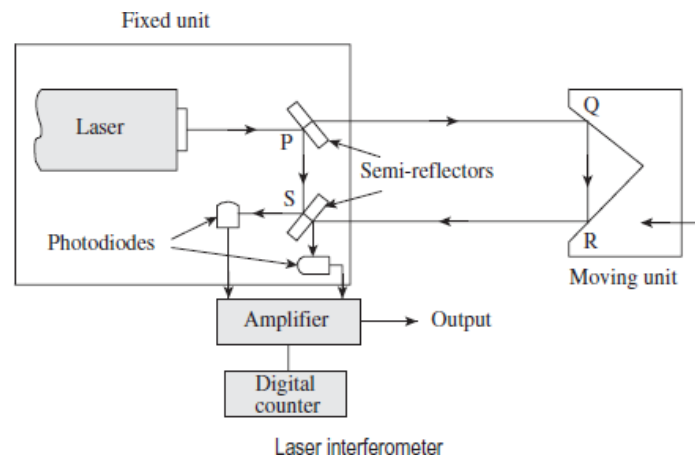 Fixed unit
Laser
P
Q
Semi-reflectors
S
Photodiodes
R
Moving unit
Amplifier
Output
Digital
counter
Laser interferometer